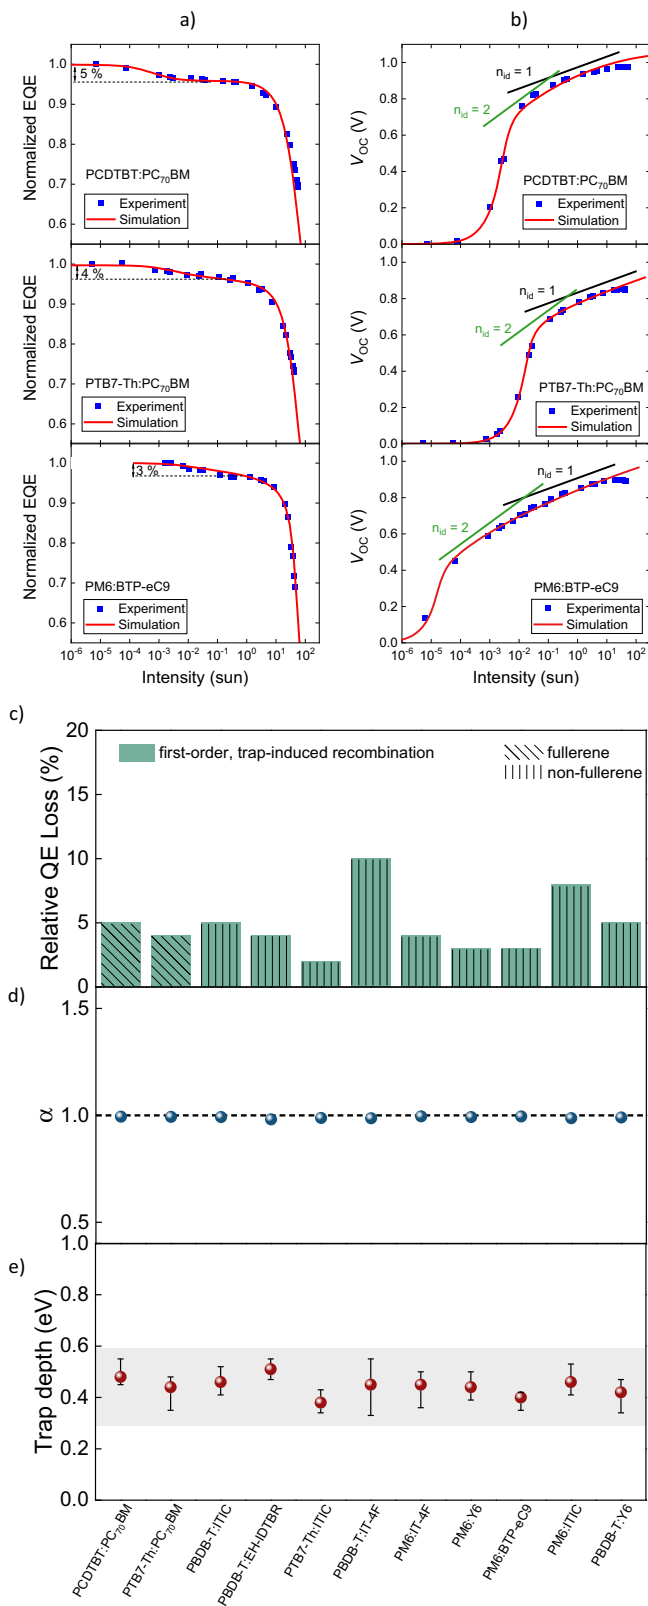 a)
b)
1.0
0.9
0.8
0.7
0.6
Normalized EQE
5 %
PCDTBT:PC₇₀BM
Experiment
Simulation
1.0
0.8
0.6
0.4
0.2
0.0
V_OC (V)
n_id = 1
n_id = 2
PCDTBT:PC₇₀BM
Experiment
Simulation
1.0
0.9
0.8
0.7
0.6
Normalized EQE
4 %
PTB7-Th:PC₇₀BM
Experiment
Simulation
1.0
0.8
0.6
0.4
0.2
0.0
V_OC (V)
n_id = 1
n_id = 2
PTB7-Th:PC₇₀BM
Experiment
Simulation
1.0
0.9
0.8
0.7
0.6
Normalized EQE
3 %
PM6:BTP-eC9
Experiment
Simulation
10⁻⁶ 10⁻⁵ 10⁻⁴ 10⁻³ 10⁻² 10⁻¹ 10⁰ 10¹ 10²
Intensity (sun)
1.0
0.8
0.6
0.4
0.2
0.0
V_OC (V)
n_id = 1
n_id = 2
PM6:BTP-eC9
Experimenta
Simulation
10⁻⁶ 10⁻⁵ 10⁻⁴ 10⁻³ 10⁻² 10⁻¹ 10⁰ 10¹ 10²
Intensity (sun)
c)
20
15
10
5
0
Relative QE Loss (%)
first-order, trap-induced recombination
fullerene
non-fullerene
d)
1.5
1.0
0.5
α
e)
1.0
0.8
0.6
0.4
0.2
0.0
Trap depth (eV)
PCDTBT:PC₇₀BM
PTB7-Th:PC₇₀BM
PBDB-T:ITIC
PBDB-T:EH-IDTBR
PTB7-Th:ITIC
PBDB-T:IT-4F
PM6:IT-4F
PM6:Y6
PM6:BTP-eC9
PM6:ITIC
PBDB-T:Y6